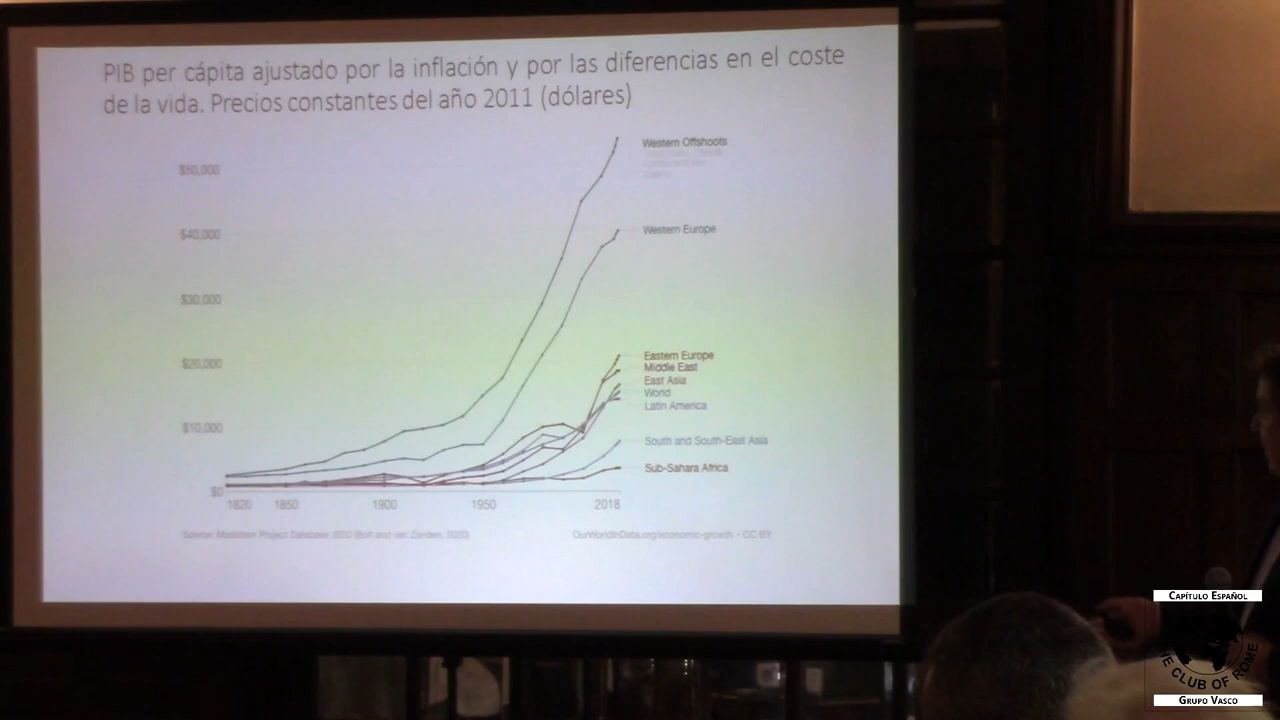 PIB per cápita ajustado por la inflación y por las diferencias en el coste
de la vida. Precios constantes del año 2011 (dólares)
Western Offshoots
$50,000
$40,000
Western Europe
$30,000
$20,000
Eastern Europe
Middle East
East Asia
World
Latin America
$10,000
South and South-East Asia
Sub-Sahara Africa
$0
1820 1850 1900 1950 2018
Source: Maddison Project Database 2020 (Bolt and van Zanden, 2020)
OurWorldInData.org/economic-growth • CC BY
CAPÍTULO ESPAÑOL
THE CLUB OF ROME
GRUPO VASCO